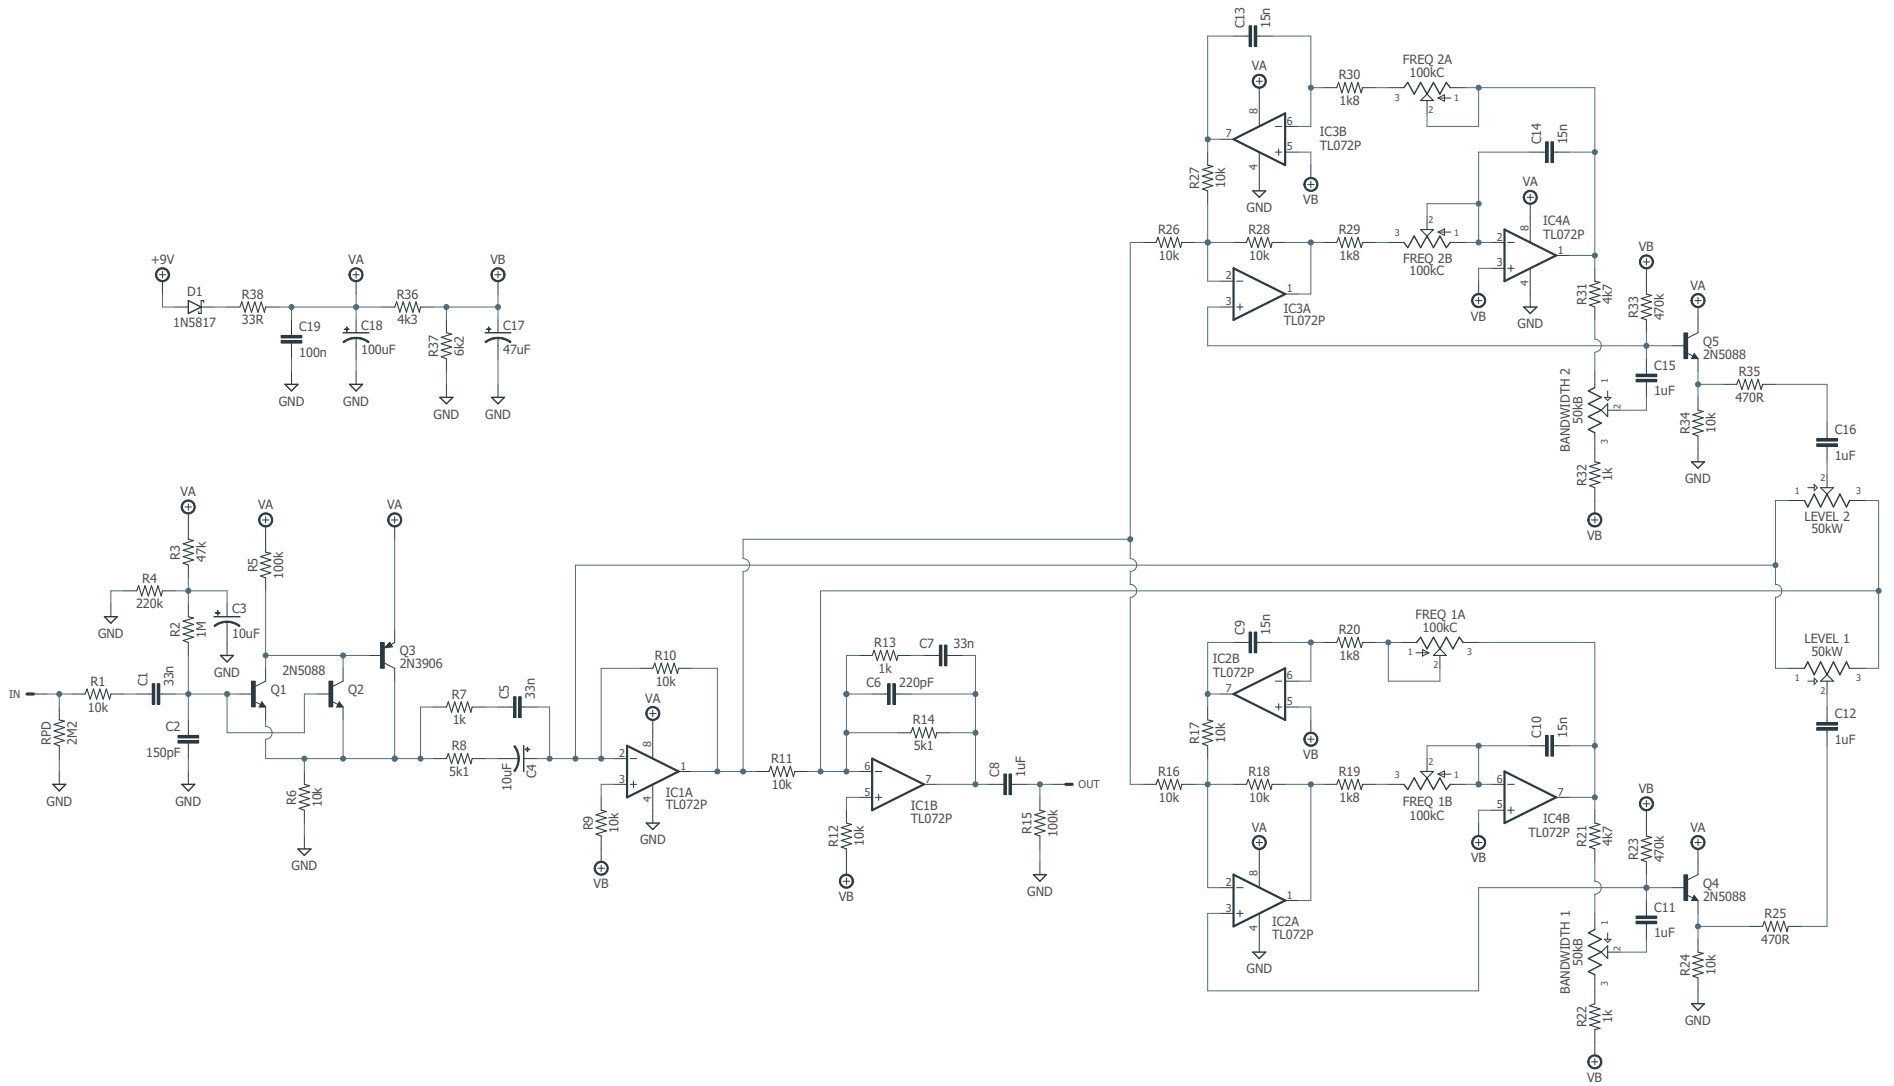 C13
15n
VA
R30
1k8
FREQ 2A
100kC
3
1
2
8
6
5
7
4
IC3B
TL072P
C14
15n
R27
10k
GND
VB
VA
R26
10k
R28
10k
R29
1k8
2
3
1
FREQ 2B
100kC
2
3
8
1
4
IC4A
TL072P
VB
GND
2
3
1
IC3A
TL072P
R31
4k7
VB
R33
470k
VA
Q5
2N5088
C15
1uF
BANDWIDTH 2
50kB
1
2
3
R34
10k
GND
R35
470R
R32
1k
VB
C16
1uF
2
1
3
LEVEL 2
50kW
+9V
D1
1N5817
R38
33R
VA
R36
4k3
VB
C19
100n
C18
100uF
R37
6k2
C17
47uF
GND
GND
GND
GND
VA
VA
VA
R3
47k
R5
100k
R4
220k
GND
R2
1M
C3
10uF
GND
2N5088
Q3
2N3906
IN
R1
10k
C1
33n
Q1
Q2
RPD
2M2
C2
150pF
GND
GND
R6
10k
GND
R7
1k
C5
33n
R8
5k1
10uF
C4
R10
10k
VA
8
2
3
1
4
IC1A
TL072P
R9
10k
GND
VB
R11
10k
R13
1k
C7
33n
C6
220pF
R14
5k1
6
5
7
IC1B
TL072P
R12
10k
VB
C8
1uF
OUT
R15
100k
GND
C9
15n
R20
1k8
FREQ 1A
100kC
1
3
2
IC2B
TL072P
7
6
5
R17
10k
VB
C10
15n
R16
10k
R18
10k
R19
1k8
2
3
1
FREQ 1B
100kC
6
5
7
IC4B
TL072P
VB
VA
8
2
3
1
4
IC2A
TL072P
GND
R21
4k7
VB
R23
470k
VA
Q4
2N5088
C11
1uF
BANDWIDTH 1
50kB
1
2
3
R24
10k
GND
R25
470R
R22
1k
VB
LEVEL 1
50kW
1
3
2
C12
1uF